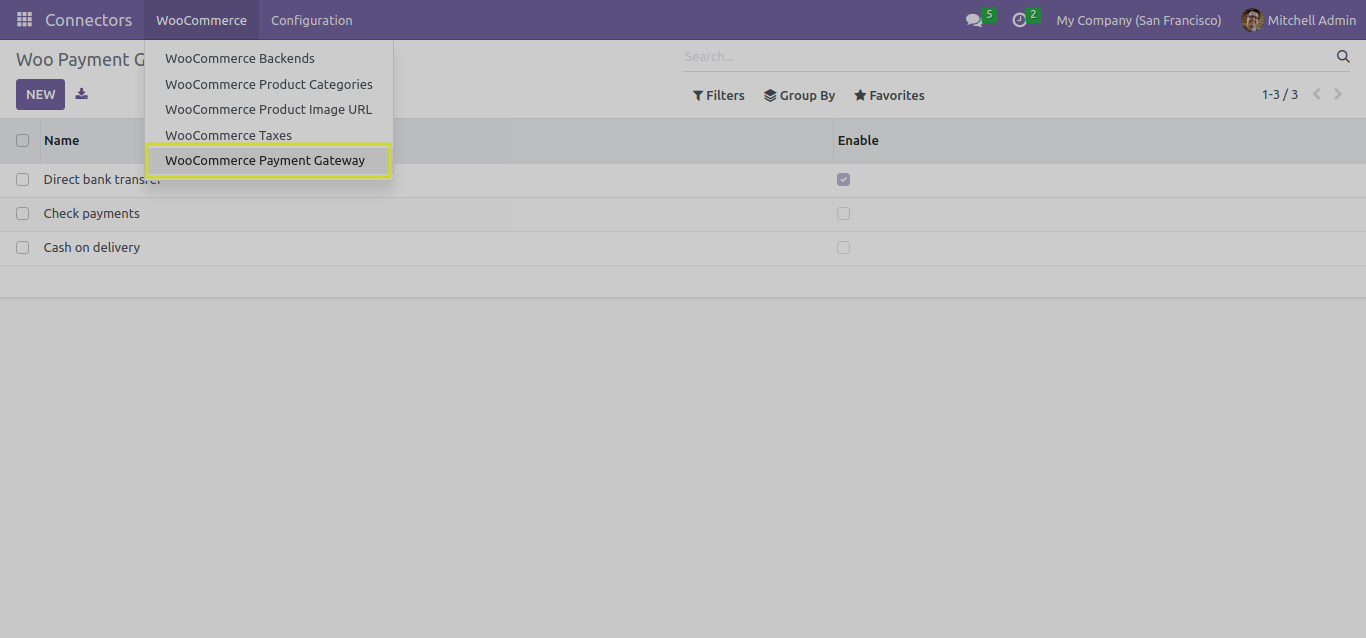 Connectors WooCommerce Configuration 5 2 My Company (San Francisco) Mitchell Admin
Woo Payment G
Search...
WooCommerce Backends
WooCommerce Product Categories
WooCommerce Product Image URL
WooCommerce Taxes
WooCommerce Payment Gateway
NEW
Filters Group By Favorites 1-3 / 3
Name Enable
Direct bank transfer
Check payments
Cash on delivery